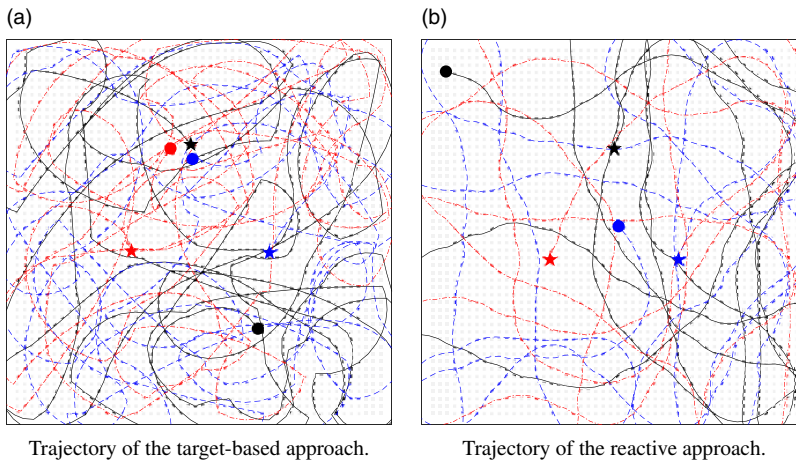 (a)
(b)
Trajectory of the target-based approach.
Trajectory of the reactive approach.